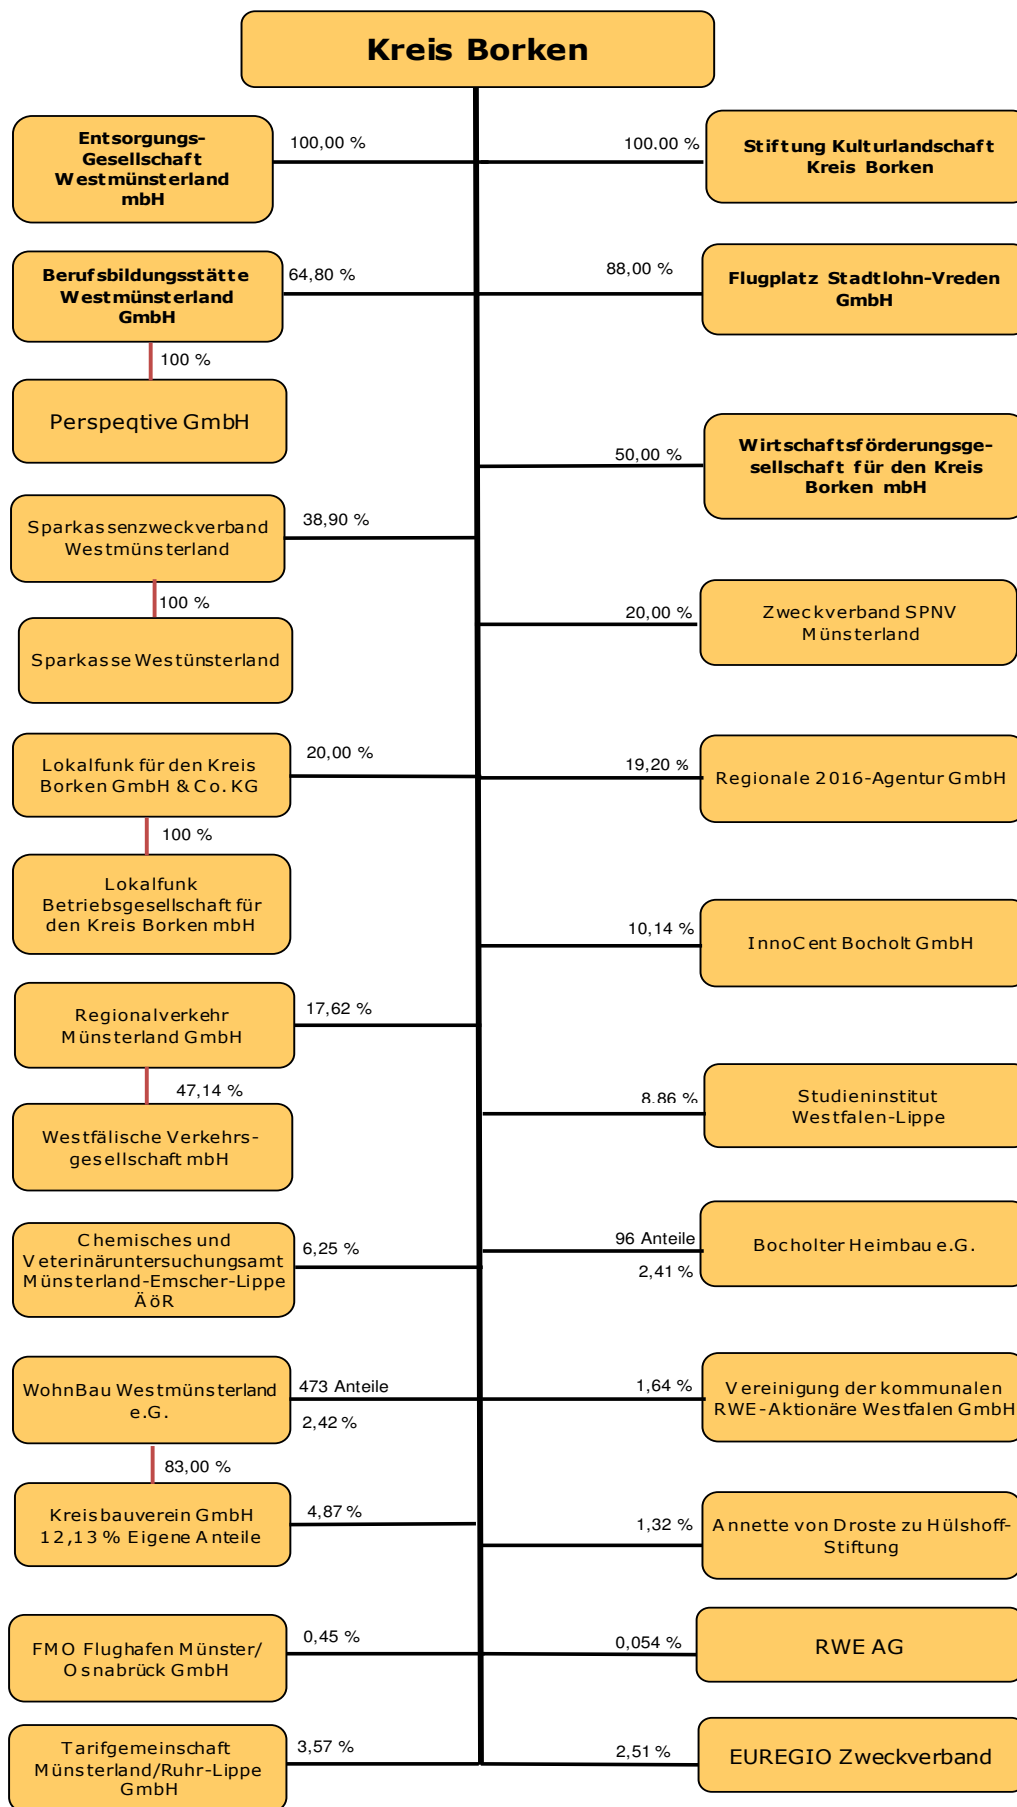 Kreis Borken
Entsorgungs-
Gesellschaft
Westmünsterland
mbH
100,00 %
100.00 %
Stiftung Kulturlandschaft
Kreis Borken
Berufsbildungsstätte
Westmünsterland
GmbH
64,80 %
88,00 %
Flugplatz Stadtlohn-Vreden
GmbH
100 %
Perspeqtive GmbH
50,00 %
Wirtschaftsförderungsge-
sellschaft für den Kreis
Borken mbH
Sparkassenzweckverband
Westmünsterland
38,90 %
100 %
Sparkasse Westünsterland
20,00 %
Zweckverband SPNV
Münsterland
Lokalfunk für den Kreis
Borken GmbH & Co. KG
20,00 %
19,20 %
Regionale 2016-Agentur GmbH
100 %
Lokalfunk
Betriebsgesellschaft für
den Kreis Borken mbH
10,14 %
InnoCent Bocholt GmbH
Regionalverkehr
Münsterland GmbH
17,62 %
47,14 %
Westfälische Verkehrs-
gesellschaft mbH
8.86 %
Studieninstitut
Westfalen-Lippe
Chemisches und
Veterinäruntersuchungsamt
Münsterland-Emscher-Lippe
ÄöR
6,25 %
96 Anteile
2,41 %
Bocholter Heimbau e.G.
WohnBau Westmünsterland
e.G.
473 Anteile
2,42 %
1,64 %
Vereinigung der kommunalen
RWE-Aktionäre Westfalen GmbH
83,00 %
Kreisbauverein GmbH
12,13 % Eigene Anteile
4,87 %
1,32 %
Annette von Droste zu Hülshoff-
Stiftung
FMO Flughafen Münster/
Osnabrück GmbH
0,45 %
0,054 %
RWE AG
Tarifgemeinschaft
Münsterland/Ruhr-Lippe
GmbH
3,57 %
2,51 %
EUREGIO Zweckverband